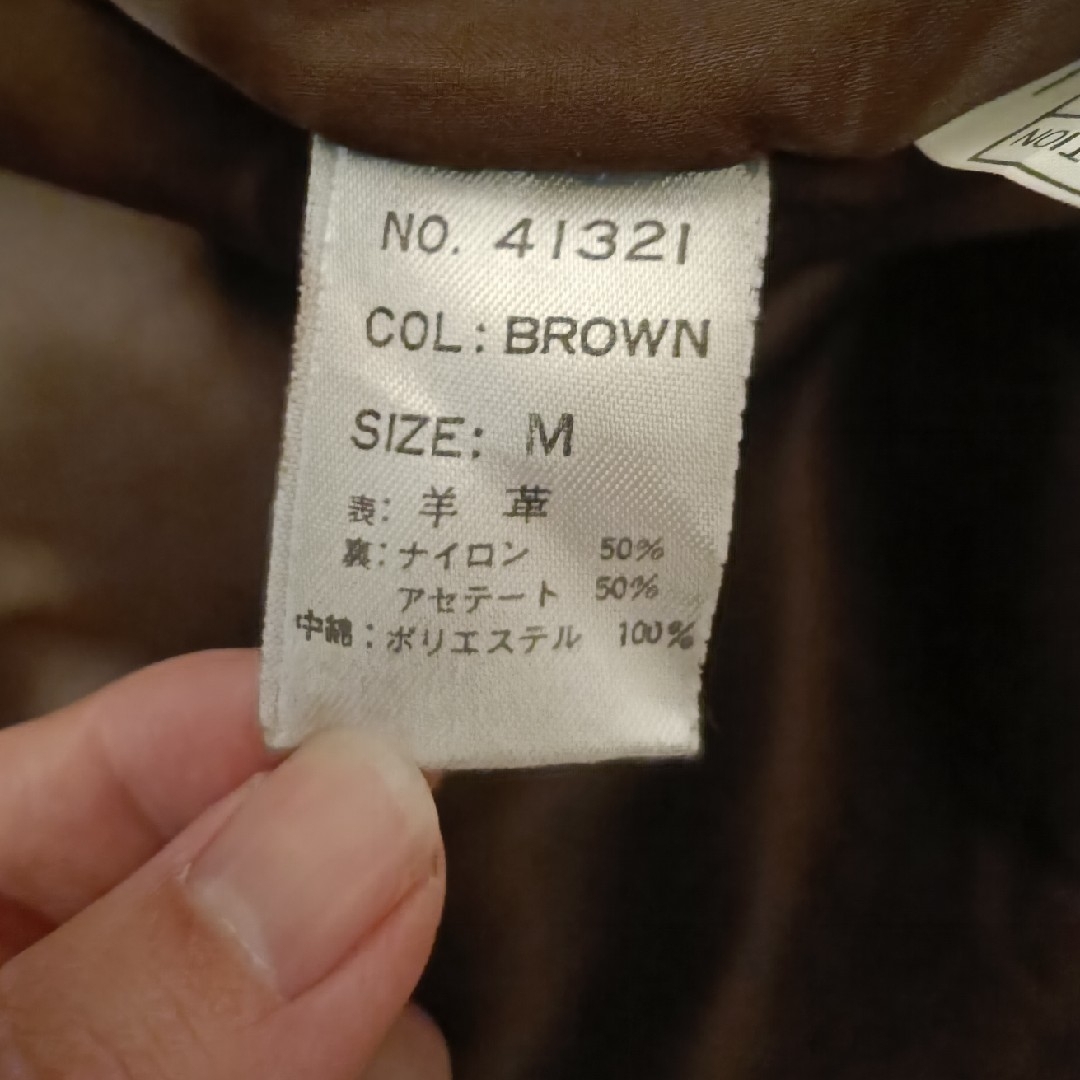 NO. 41321
COL: BROWN
SIZE: M
表: 羊 革
裏: ナイロン 50%
アセテート 50%
中綿: ポリエステル 100%